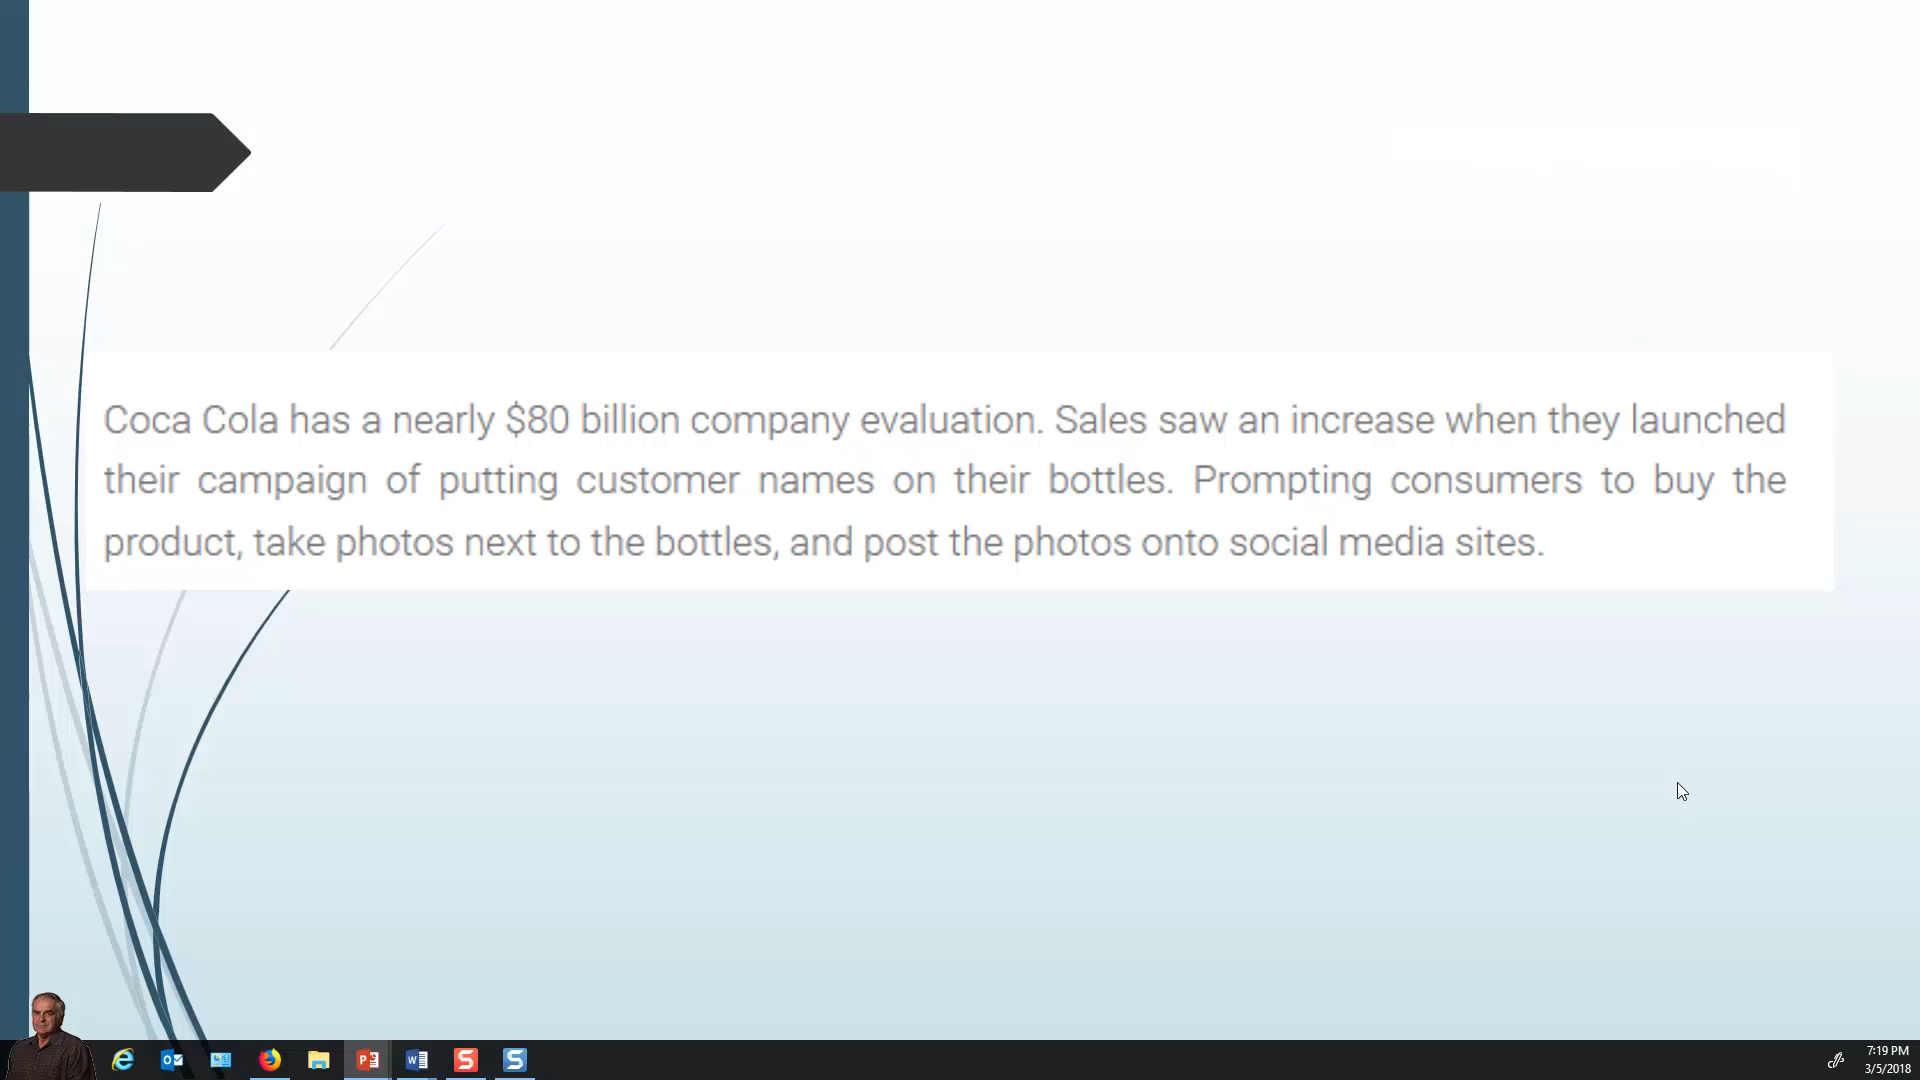 Coca Cola has a nearly $80 billion company evaluation. Sales saw an increase when they launched
their campaign of putting customer names on their bottles. Prompting consumers to buy the
product, take photos next to the bottles, and post the photos onto social media sites.
7:19 PM
3/5/2018